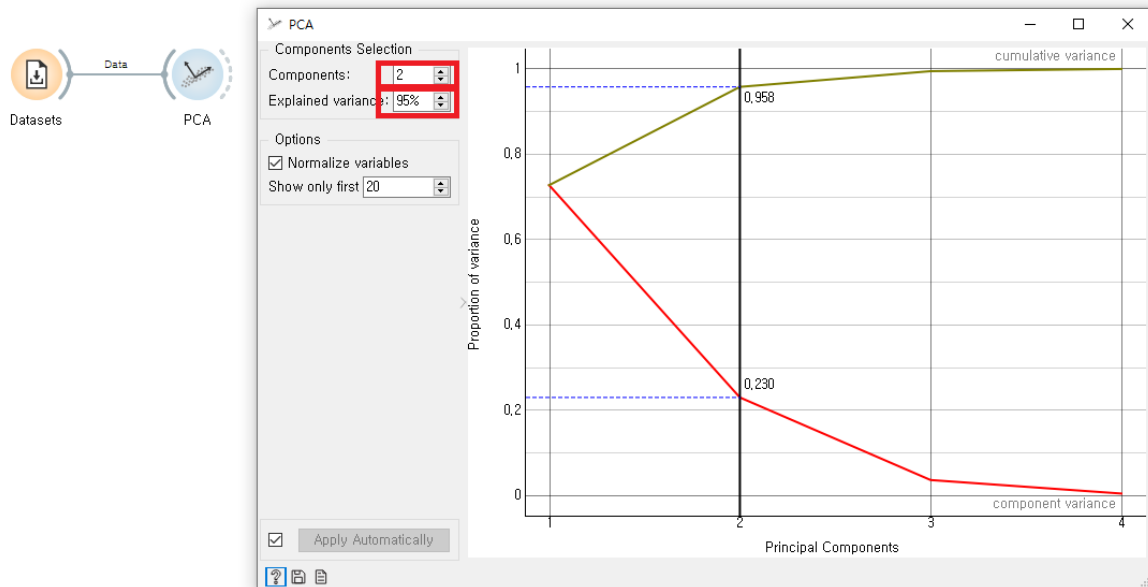 Data
Datasets
PCA
PCA
Components Selection
Components: 2
Explained variance: 95%
Options
Normalize variables
Show only first 20
Apply Automatically
?
cumulative variance
1
0,958
0,8
0,6
Proportion of variance
0,4
0,230
0,2
0
component variance
1 2 3 4
Principal Components